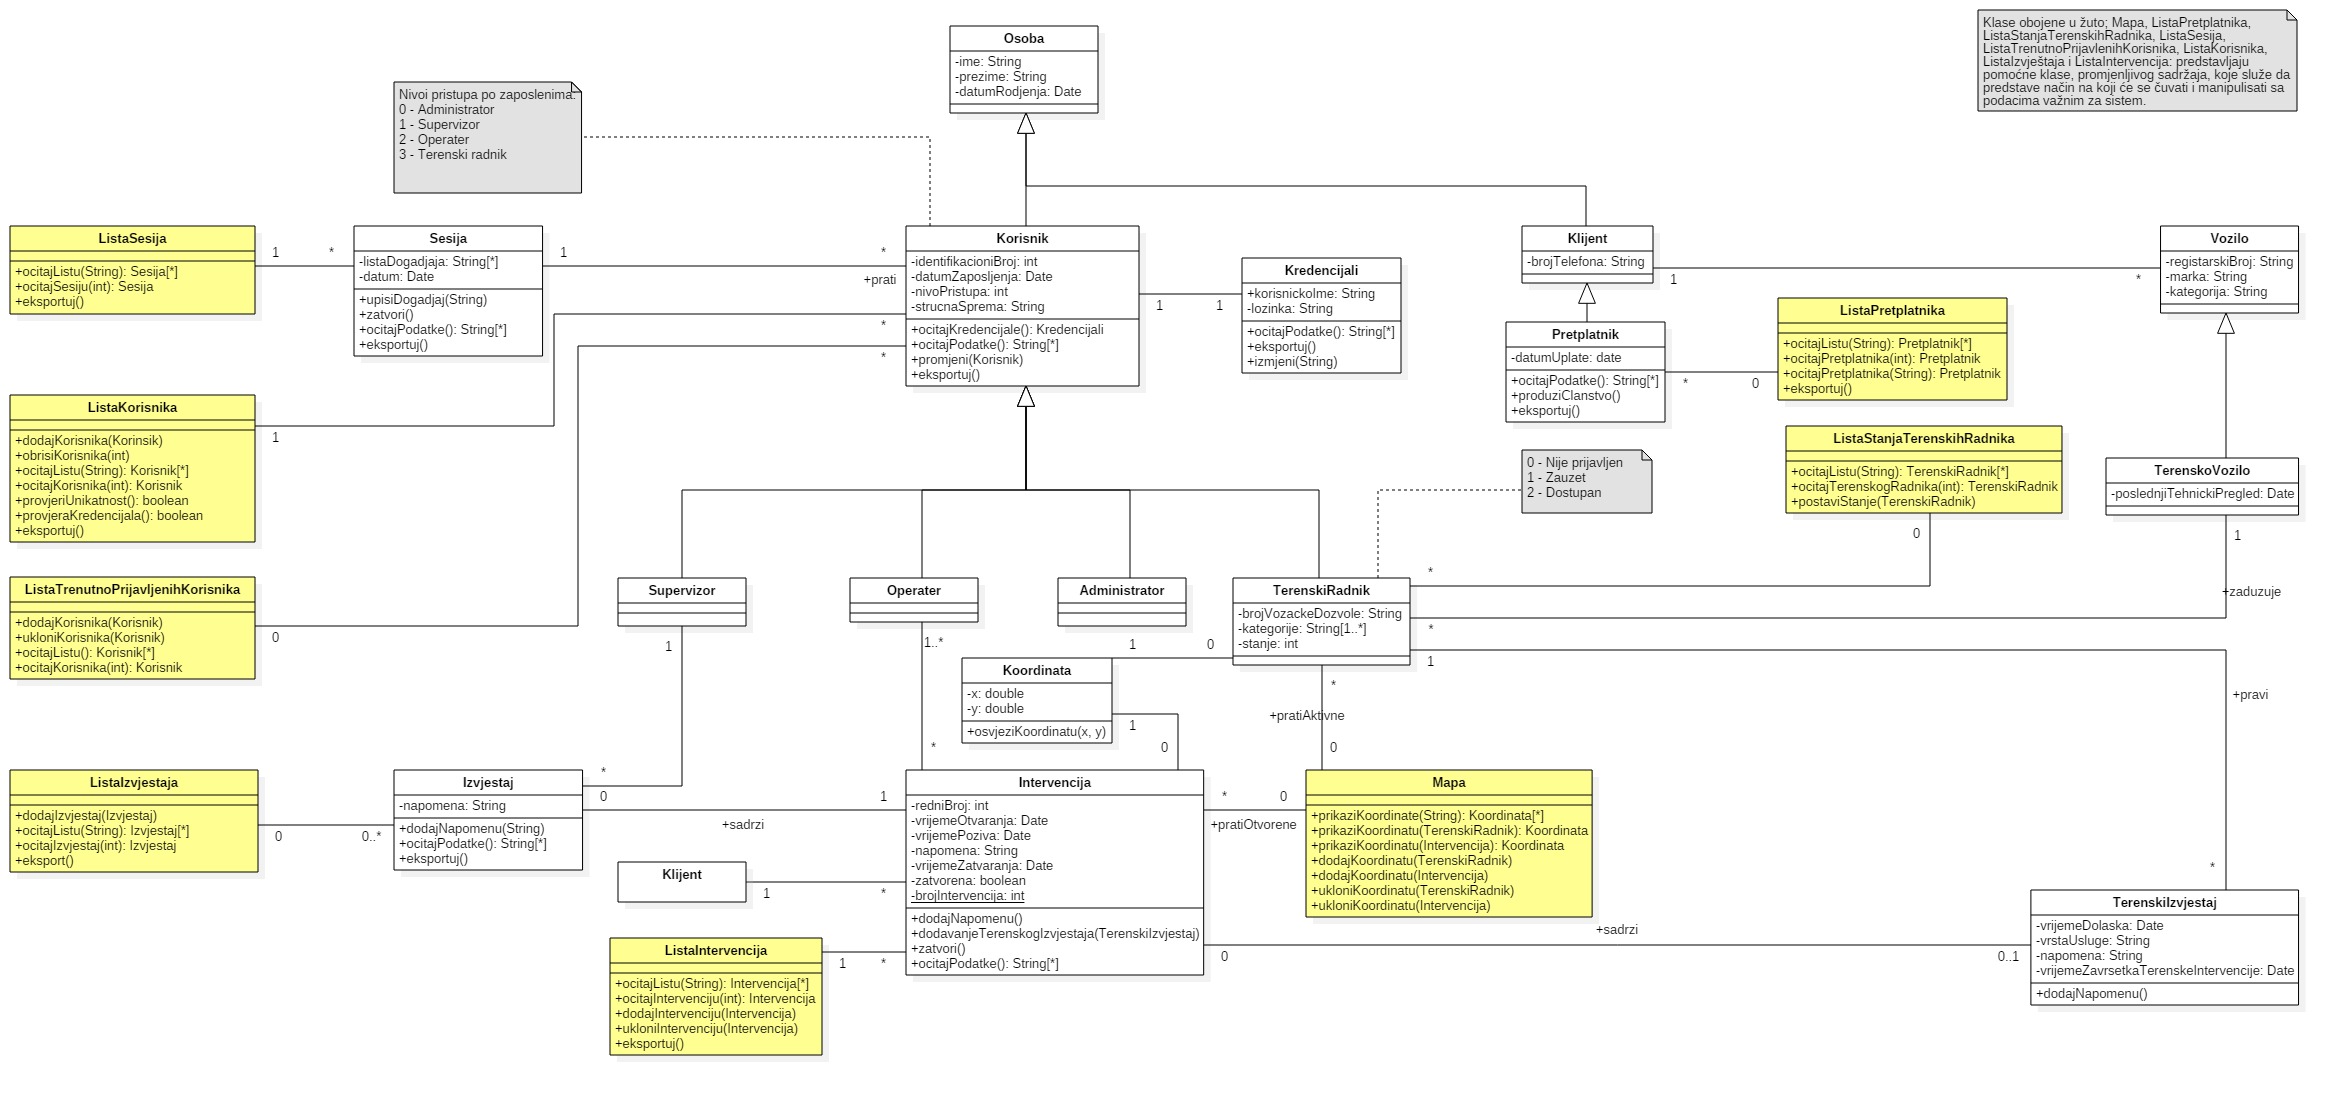 Osoba
-ime: String
-prezime: String
-datumRodjenja: Date
Klase obojene u žuto; Mapa, ListaPretplatnika,
ListaStanjaTerenskihRadnika, ListaSesija,
ListaTrenutnoPrijavlenihKorisnika, ListaKorisnika,
ListaIzvještaja i ListaIntervencija: predstavljaju
pomoćne klase, promjenljivog sadržaja, koje služe da
predstave način na koji će se čuvati i manipulisati sa
podacima važnim za sistem.
Nivoi pristupa po zaposlenima:
0 - Administrator
1 - Supervizor
2 - Operater
3 - Terenski radnik
ListaSesija
+ocitajListu(String): Sesija[*]
+ocitajSesiju(int): Sesija
+eksportuj()
1
*
Sesija
-listaDogadjaja: String[*]
-datum: Date
+upisiDogadjaj(String)
+zatvori()
+ocitajPodatke(): String[*]
+eksportuj()
1
*
+prati
*
*
Korisnik
-identifikacioniBroj: int
-datumZaposljenja: Date
-nivoPristupa: int
-strucnaSprema: String
+ocitajKredencijale(): Kredencijali
+ocitajPodatke(): String[*]
+promjeni(Korisnik)
+eksportuj()
1
1
Kredencijali
+korisnickoIme: String
-lozinka: String
+ocitajPodatke(): String[*]
+eksportuj()
+izmjeni(String)
Klijent
-brojTelefona: String
1
*
Vozilo
-registarskiBroj: String
-marka: String
-kategorija: String
Pretplatnik
-datumUplate: date
+ocitajPodatke(): String[*]
+produziClanstvo()
+eksportuj()
*
0
ListaPretplatnika
+ocitajListu(String): Pretplatnik[*]
+ocitajPretplatnika(int): Pretplatnik
+ocitajPretplatnika(String): Pretplatnik
+eksportuj()
ListaKorisnika
+dodajKorisnika(Korinsik)
+obrisiKorisnika(int)
+ocitajListu(String): Korisnik[*]
+ocitajKorisnika(int): Korisnik
+provjeriUnikatnost(): boolean
+provjeraKredencijala(): boolean
+eksportuj()
1
0 - Nije prijavljen
1 - Zauzet
2 - Dostupan
ListaStanjaTerenskihRadnika
+ocitajListu(String): TerenskiRadnik[*]
+ocitajTerenskogRadnika(int): TerenskiRadnik
+postaviStanje(TerenskiRadnik)
0
TerenskoVozilo
-poslednjiTehnickiPregled: Date
1
+zaduzuje
ListaTrenutnoPrijavljenihKorisnika
+dodajKorisnika(Korisnik)
+ukloniKorisnika(Korisnik)
+ocitajListu(): Korisnik[*]
+ocitajKorisnika(int): Korisnik
0
Supervizor
1
Operater
1..*
Administrator
TerenskiRadnik
-brojVozackeDozvole: String
-kategorije: String[1..*]
-stanje: int
*
*
1
1
0
Koordinata
-x: double
-y: double
+osvjeziKoordinatu(x, y)
1
0
*
+pratiAktivne
0
+pravi
*
*
ListaIzvjestaja
+dodajIzvjestaj(Izvjestaj)
+ocitajListu(String): Izvjestaj[*]
+ocitajIzvjestaj(int): Izvjestaj
+eksport()
0
0..*
Izvjestaj
-napomena: String
+dodajNapomenu(String)
+ocitajPodatke(): String[*]
+eksportuj()
*
0
1
+sadrzi
Klijent
1
*
Intervencija
-redniBroj: int
-vrijemeOtvaranja: Date
-vrijemePoziva: Date
-napomena: String
-vrijemeZatvaranja: Date
-zatvorena: boolean
-brojIntervencija: int
+dodajNapomenu()
+dodavanjeTerenskogIzvjestaja(TerenskiIzvjestaj)
+zatvori()
+ocitajPodatke(): String[*]
*
0
+pratiOtvorene
Mapa
+prikaziKoordinate(String): Koordinata[*]
+prikaziKoordinatu(TerenskiRadnik): Koordinata
+prikaziKoordinatu(Intervencija): Koordinata
+dodajKoordinatu(TerenskiRadnik)
+dodajKoordinatu(Intervencija)
+ukloniKoordinatu(TerenskiRadnik)
+ukloniKoordinatu(Intervencija)
ListaIntervencija
+ocitajListu(String): Intervencija[*]
+ocitajIntervenciju(int): Intervencija
+dodajIntervenciju(Intervencija)
+ukloniIntervenciju(Intervencija)
+eksportuj()
1
*
0
+sadrzi
0..1
TerenskiIzvjestaj
-vrijemeDolaska: Date
-vrstaUsluge: String
-napomena: String
-vrijemeZavrsetkaTerenskeIntervencije: Date
+dodajNapomenu()